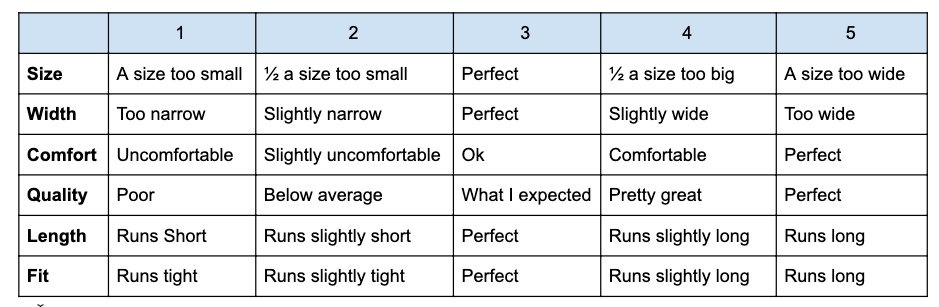 1 2 3 4 5
Size A size too small ½ a size too small Perfect ½ a size too big A size too wide
Width Too narrow Slightly narrow Perfect Slightly wide Too wide
Comfort Uncomfortable Slightly uncomfortable Ok Comfortable Perfect
Quality Poor Below average What I expected Pretty great Perfect
Length Runs Short Runs slightly short Perfect Runs slightly long Runs long
Fit Runs tight Runs slightly tight Perfect Runs slightly long Runs long